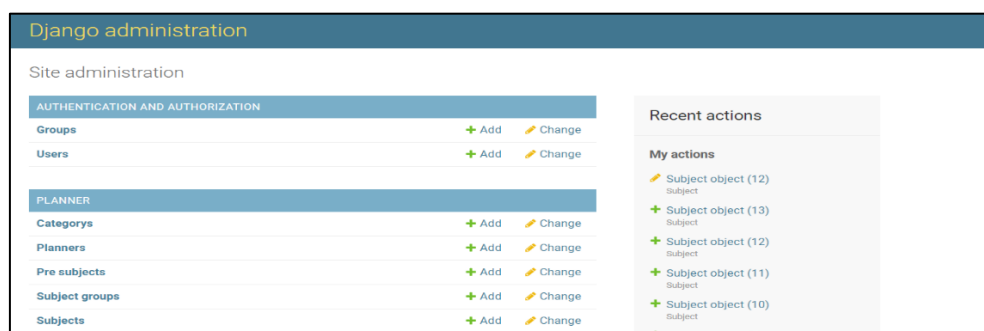 Django administration
Site administration
AUTHENTICATION AND AUTHORIZATION
Groups Add Change
Users Add Change
PLANNER
Categorys Add Change
Planners Add Change
Pre subjects Add Change
Subject groups Add Change
Subjects Add Change
Recent actions
My actions
Subject object (12)
Subject
Subject object (13)
Subject
Subject object (12)
Subject
Subject object (11)
Subject
Subject object (10)
Subject